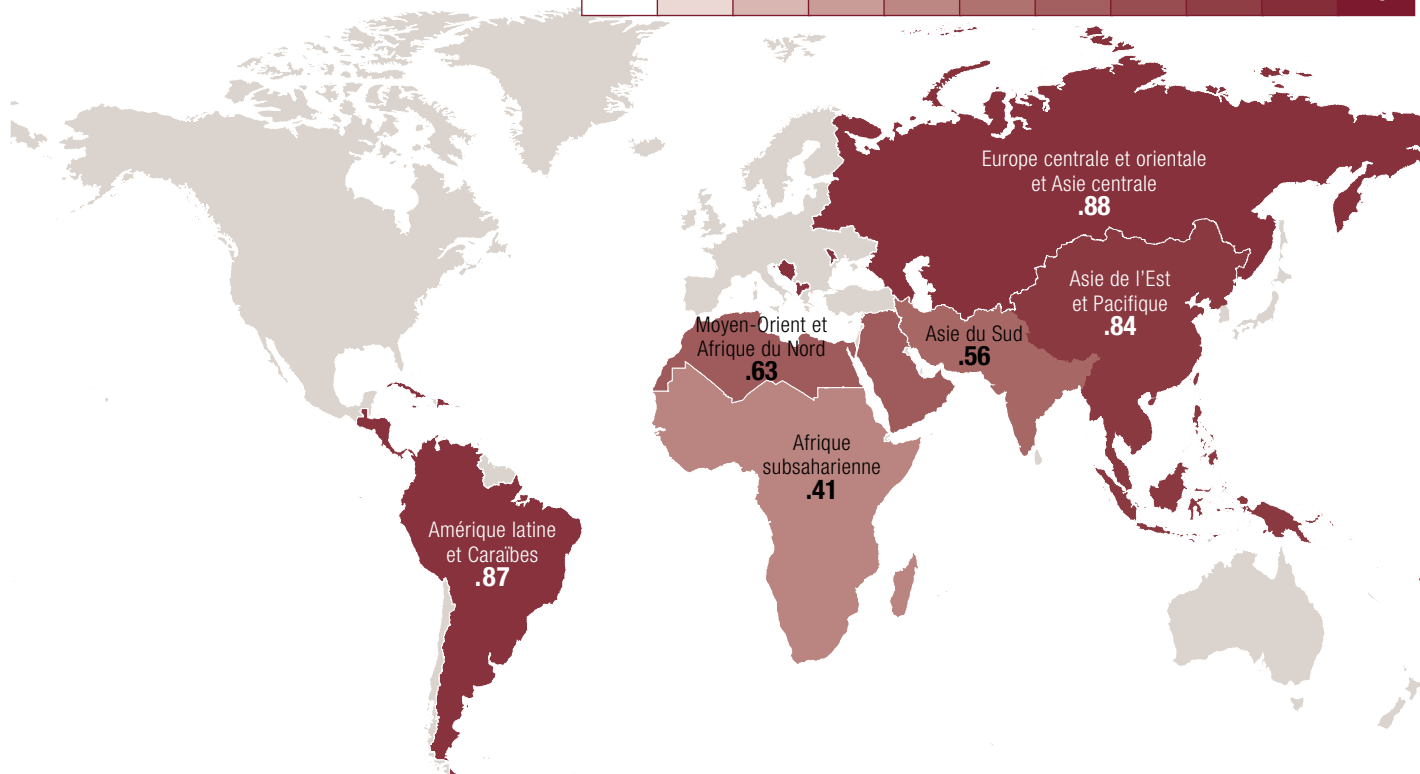 Europe centrale et orientale
et Asie centrale
.88
Asie de l'Est
et Pacifique
.84
Moyen-Orient et
Afrique du Nord
.63
Asie du Sud
.56
Afrique
subsaharienne
.41
Amérique latine
et Caraïbes
.87